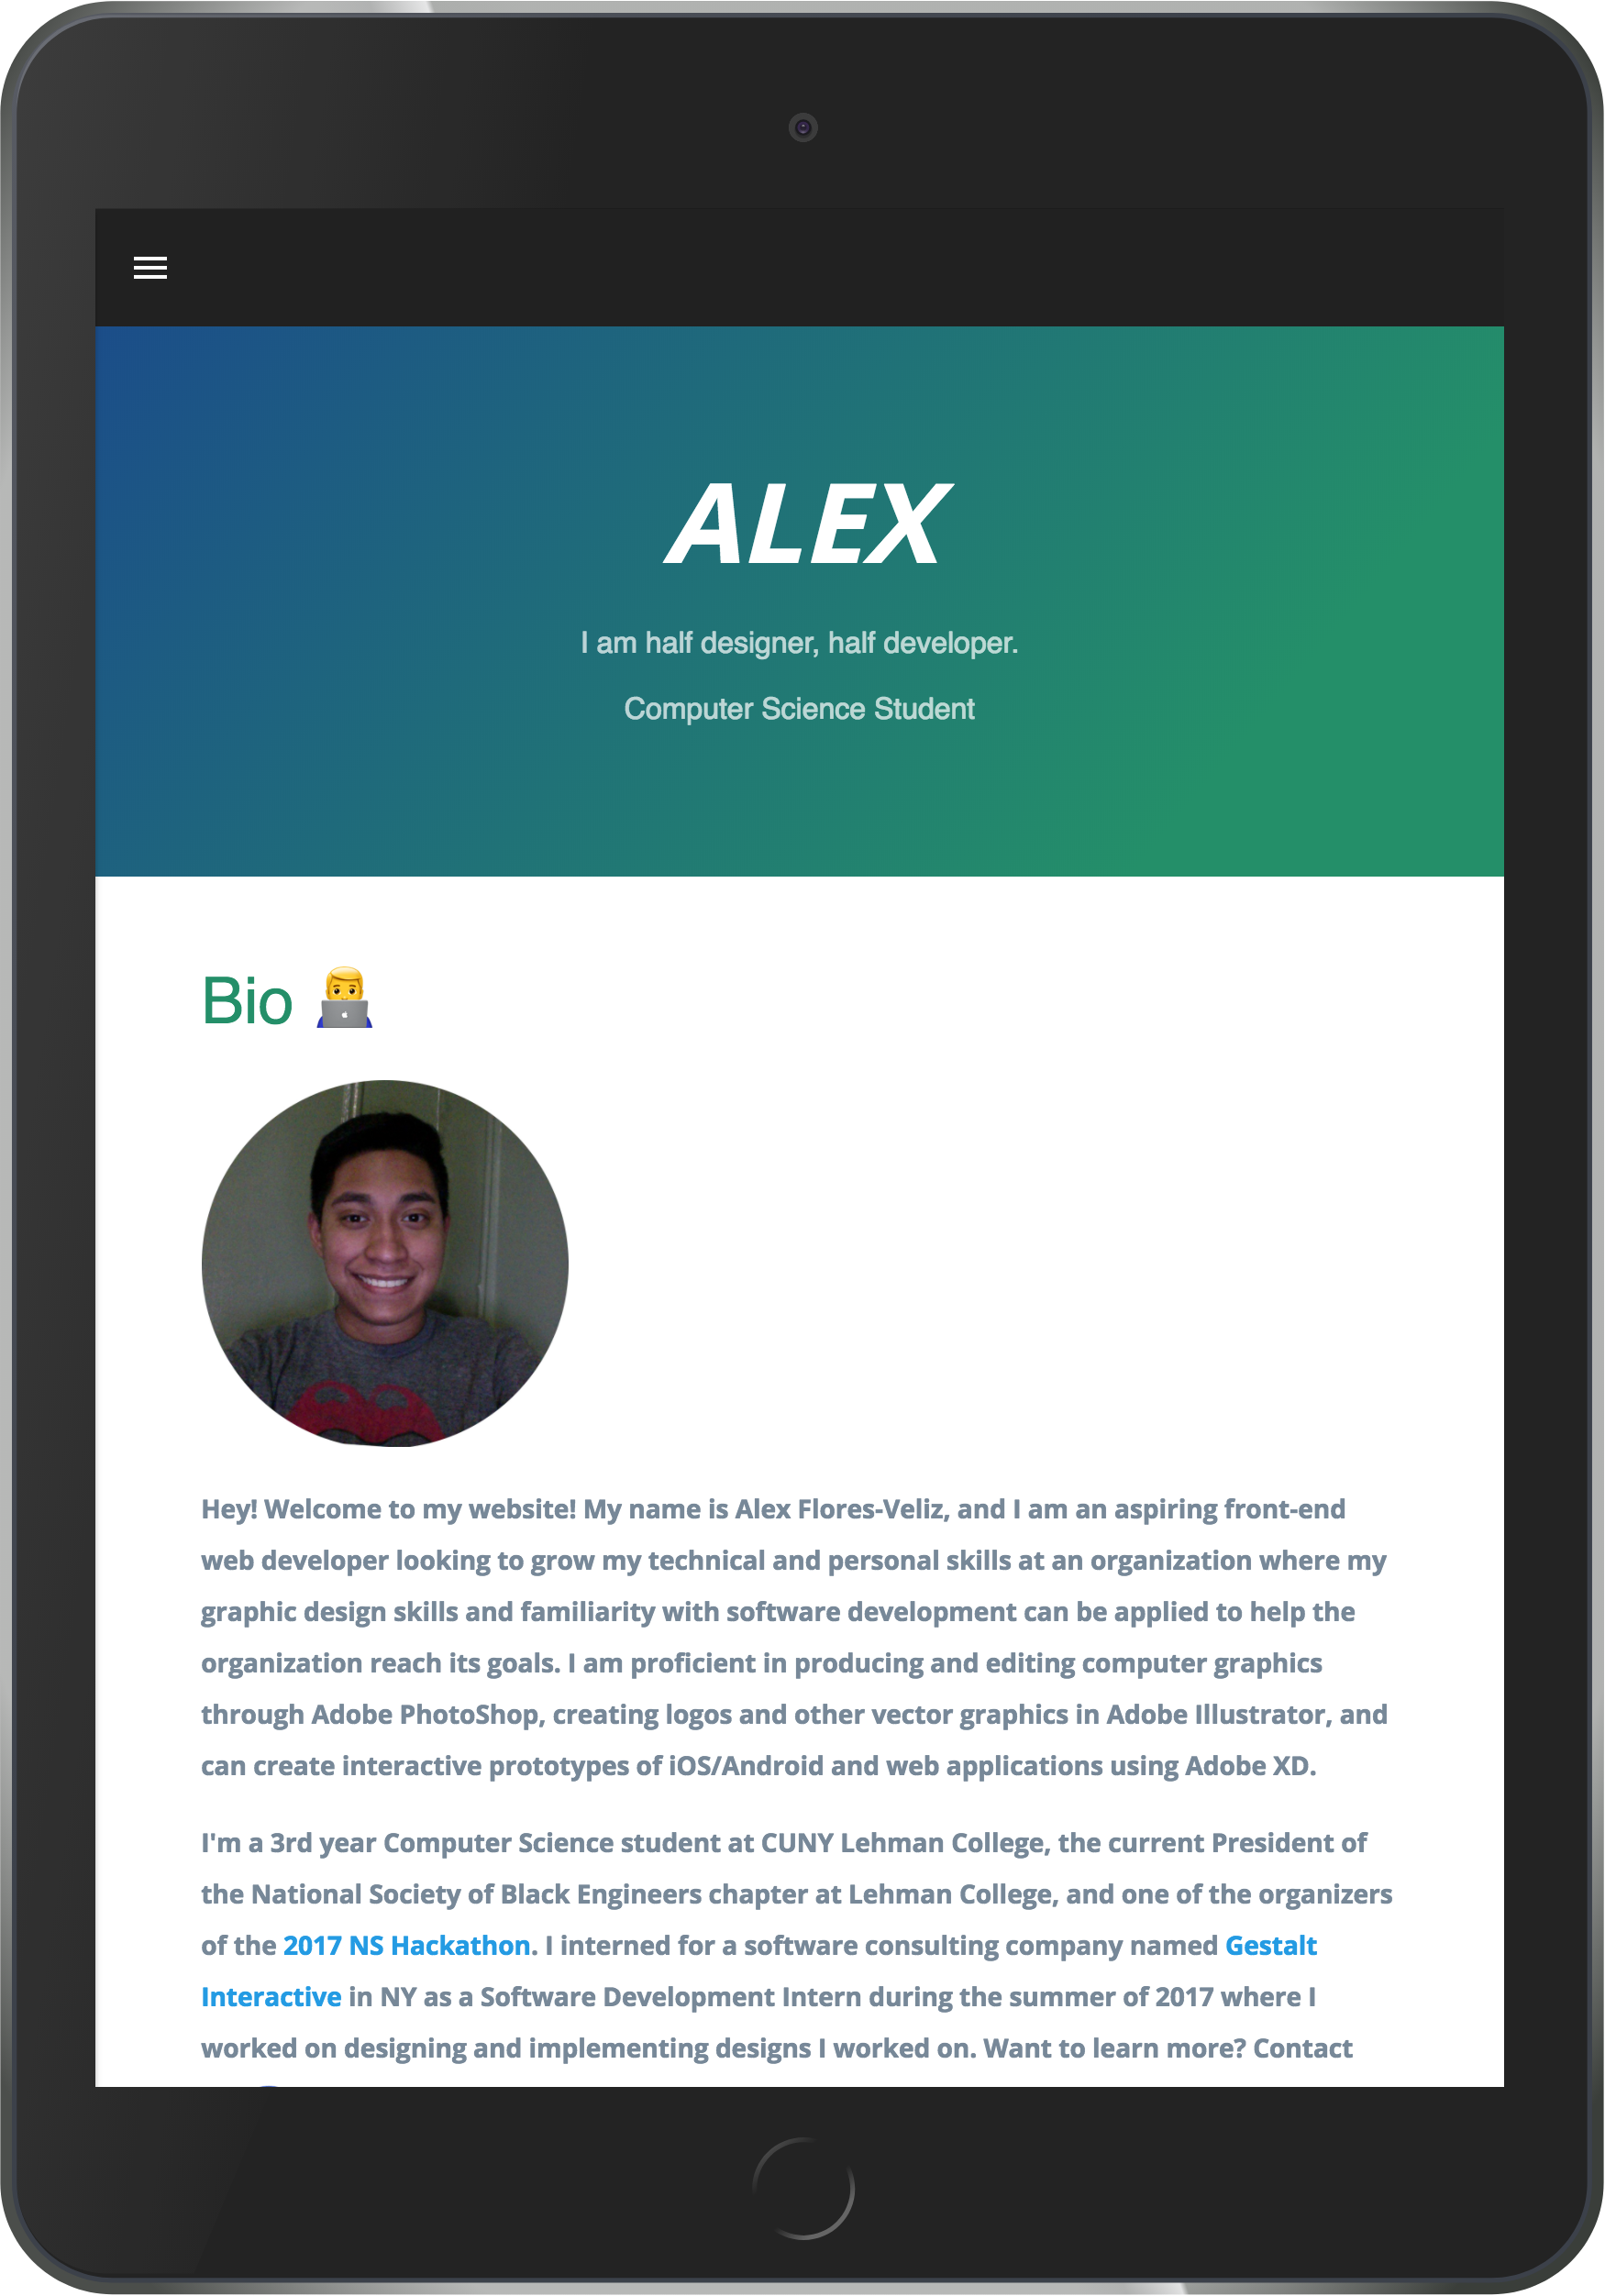 ALEX
I am half designer, half developer.
Computer Science Student
Bio 👨‍💻
Hey! Welcome to my website! My name is Alex Flores-Veliz, and I am an aspiring front-end
web developer looking to grow my technical and personal skills at an organization where my
graphic design skills and familiarity with software development can be applied to help the
organization reach its goals. I am proficient in producing and editing computer graphics
through Adobe PhotoShop, creating logos and other vector graphics in Adobe Illustrator, and
can create interactive prototypes of iOS/Android and web applications using Adobe XD.
I'm a 3rd year Computer Science student at CUNY Lehman College, the current President of
the National Society of Black Engineers chapter at Lehman College, and one of the organizers
of the 2017 NS Hackathon. I interned for a software consulting company named Gestalt
Interactive in NY as a Software Development Intern during the summer of 2017 where I
worked on designing and implementing designs I worked on. Want to learn more? Contact